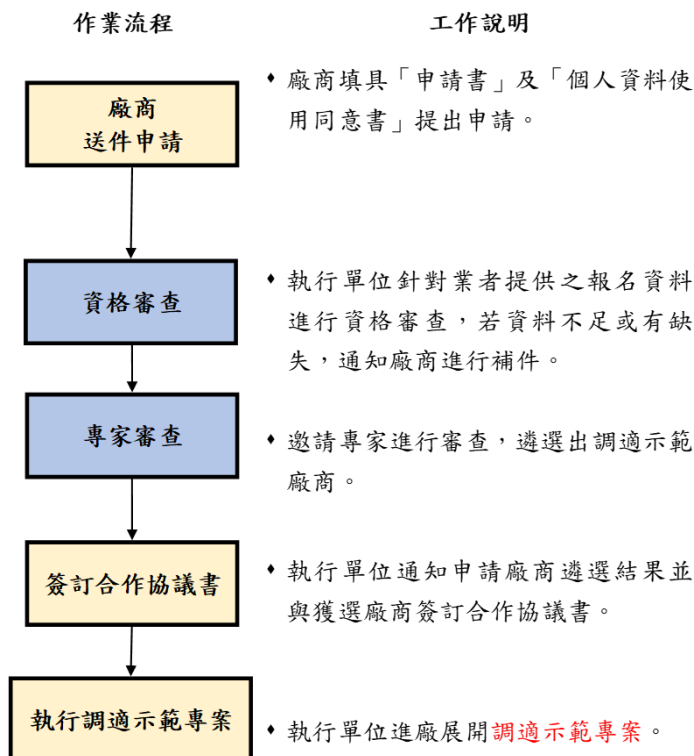 作業流程
工作說明
廠商
送件申請
♦ 廠商填具「申請書」及「個人資料使
用同意書」提出申請。
資格審查
♦ 執行單位針對業者提供之報名資料
進行資格審查，若資料不足或有缺
失，通知廠商進行補件。
專家審查
♦ 邀請專家進行審查，遴選出調適示範
廠商。
簽訂合作協議書
♦ 執行單位通知申請廠商遴選結果並
與獲選廠商簽訂合作協議書。
執行調適示範專案
♦ 執行單位進廠展開調適示範專案。